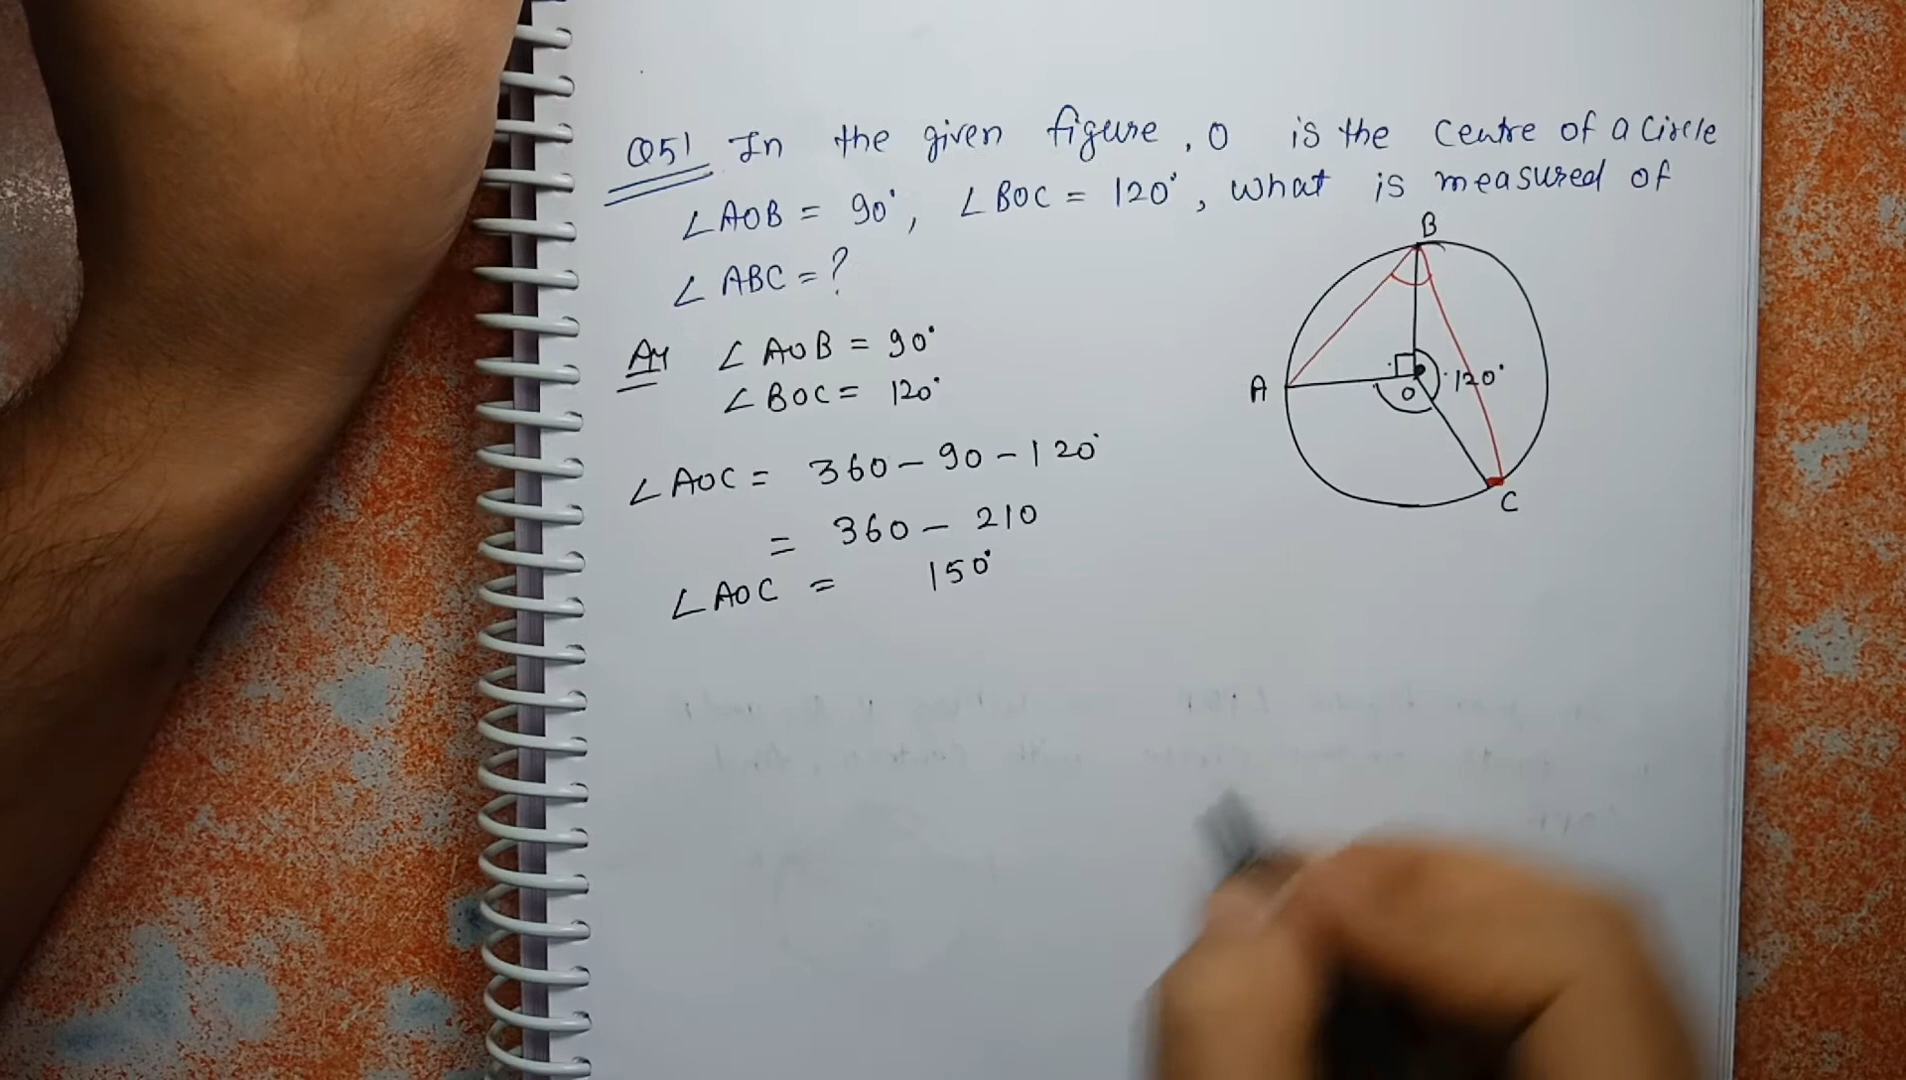 Q51 In the given figure, O is the Centre of a Circle
∠AOB = 90°, ∠BOC = 120°, what is measured of
∠ABC = ?
B
A
O
120°
C
Ans ∠AOB = 90°
∠BOC = 120°
∠AOC = 360 - 90 - 120°
= 360 - 210
∠AOC = 150°